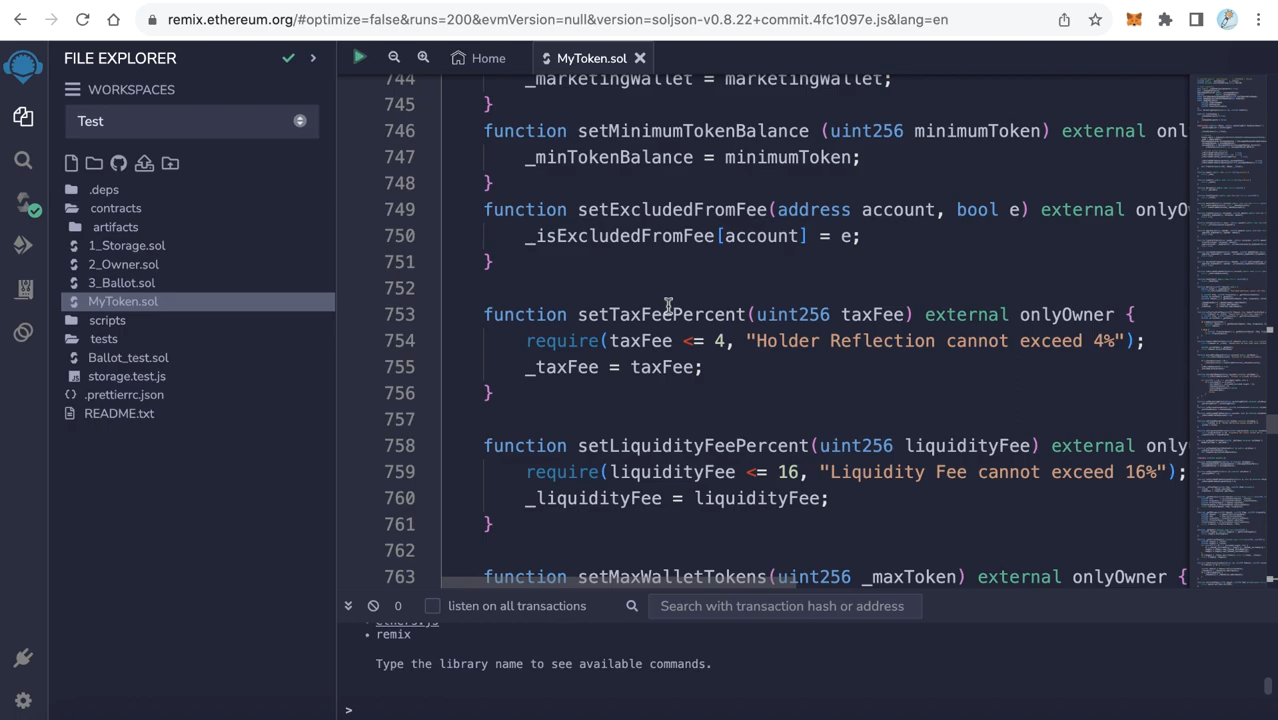 remix.ethereum.org/#optimize=false&runs=200&evmVersion=null&version=soljson-v0.8.22+commit.4fc1097e.js&lang=en
FILE EXPLORER
WORKSPACES
Test
.deps
contracts
artifacts
1_Storage.sol
2_Owner.sol
3_Ballot.sol
MyToken.sol
scripts
tests
Ballot_test.sol
storage.test.js
.prettierrc.json
README.txt
Home
MyToken.sol
744 _marketingWallet = marketingWallet;
745 }
746 function setMinimumTokenBalance (uint256 minimumToken) external onl
747 _minTokenBalance = minimumToken;
748 }
749 function setExcludedFromFee(address account, bool e) external onlyO
750 _isExcludedFromFee[account] = e;
751 }
752
753 function setTaxFeePercent(uint256 taxFee) external onlyOwner {
754 require(taxFee <= 4, "Holder Reflection cannot exceed 4%");
755 _taxFee = taxFee;
756 }
757
758 function setLiquidityFeePercent(uint256 liquidityFee) external only
759 require(liquidityFee <= 16, "Liquidity Fee cannot exceed 16%");
760 _liquidityFee = liquidityFee;
761 }
762
763 function setMaxWalletTokens(uint256 _maxToken) external onlyOwner {
0
listen on all transactions
Search with transaction hash or address
• ethers.js
• remix
Type the library name to see available commands.
>